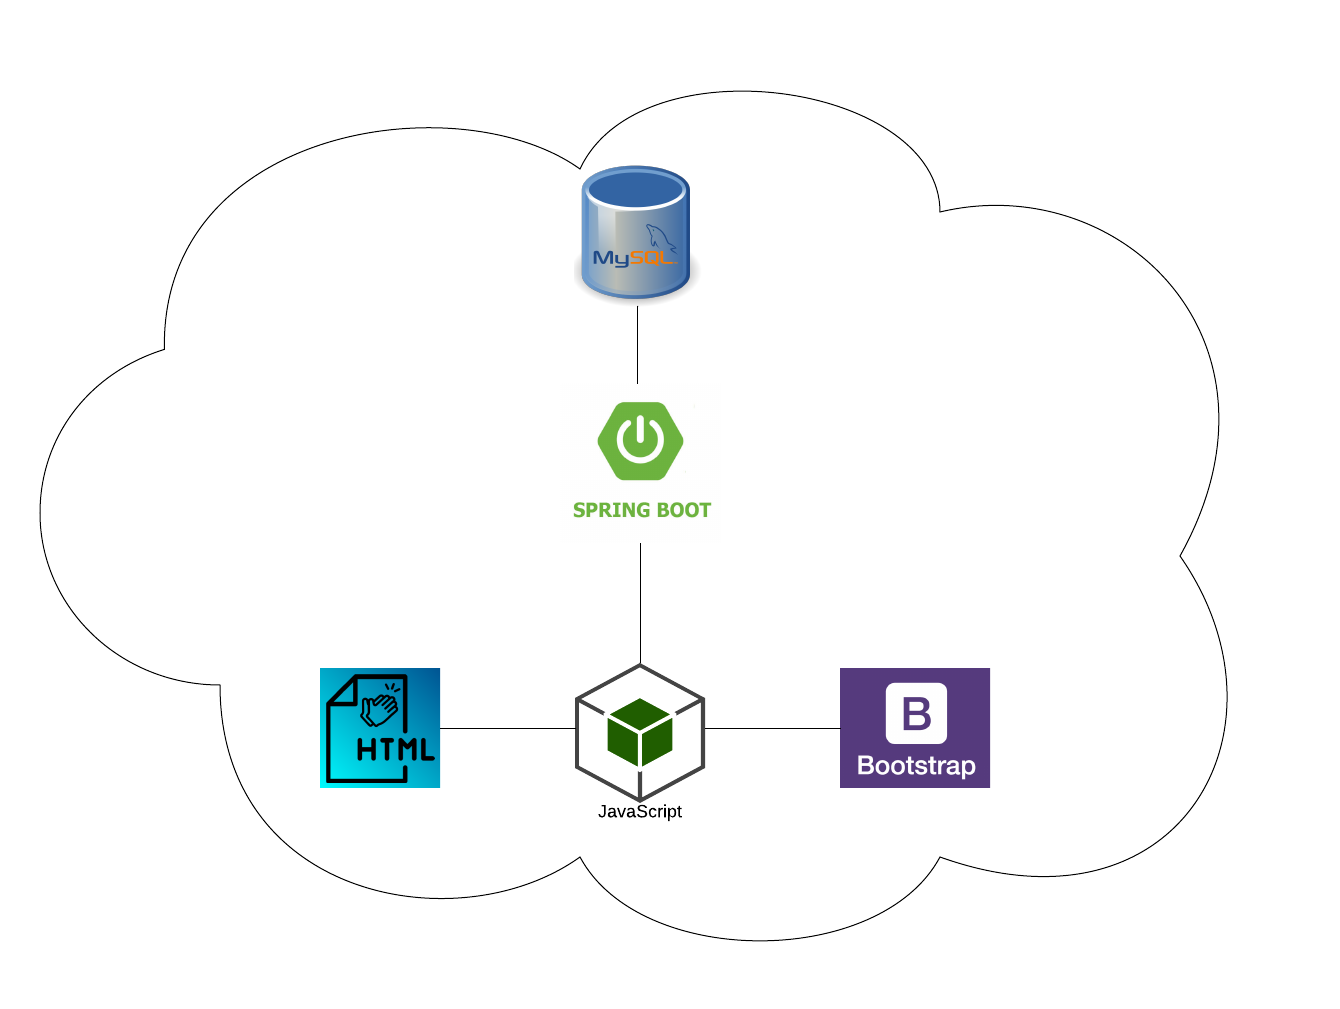 MySQL
SPRING BOOT
HTML
JavaScript
B
Bootstrap